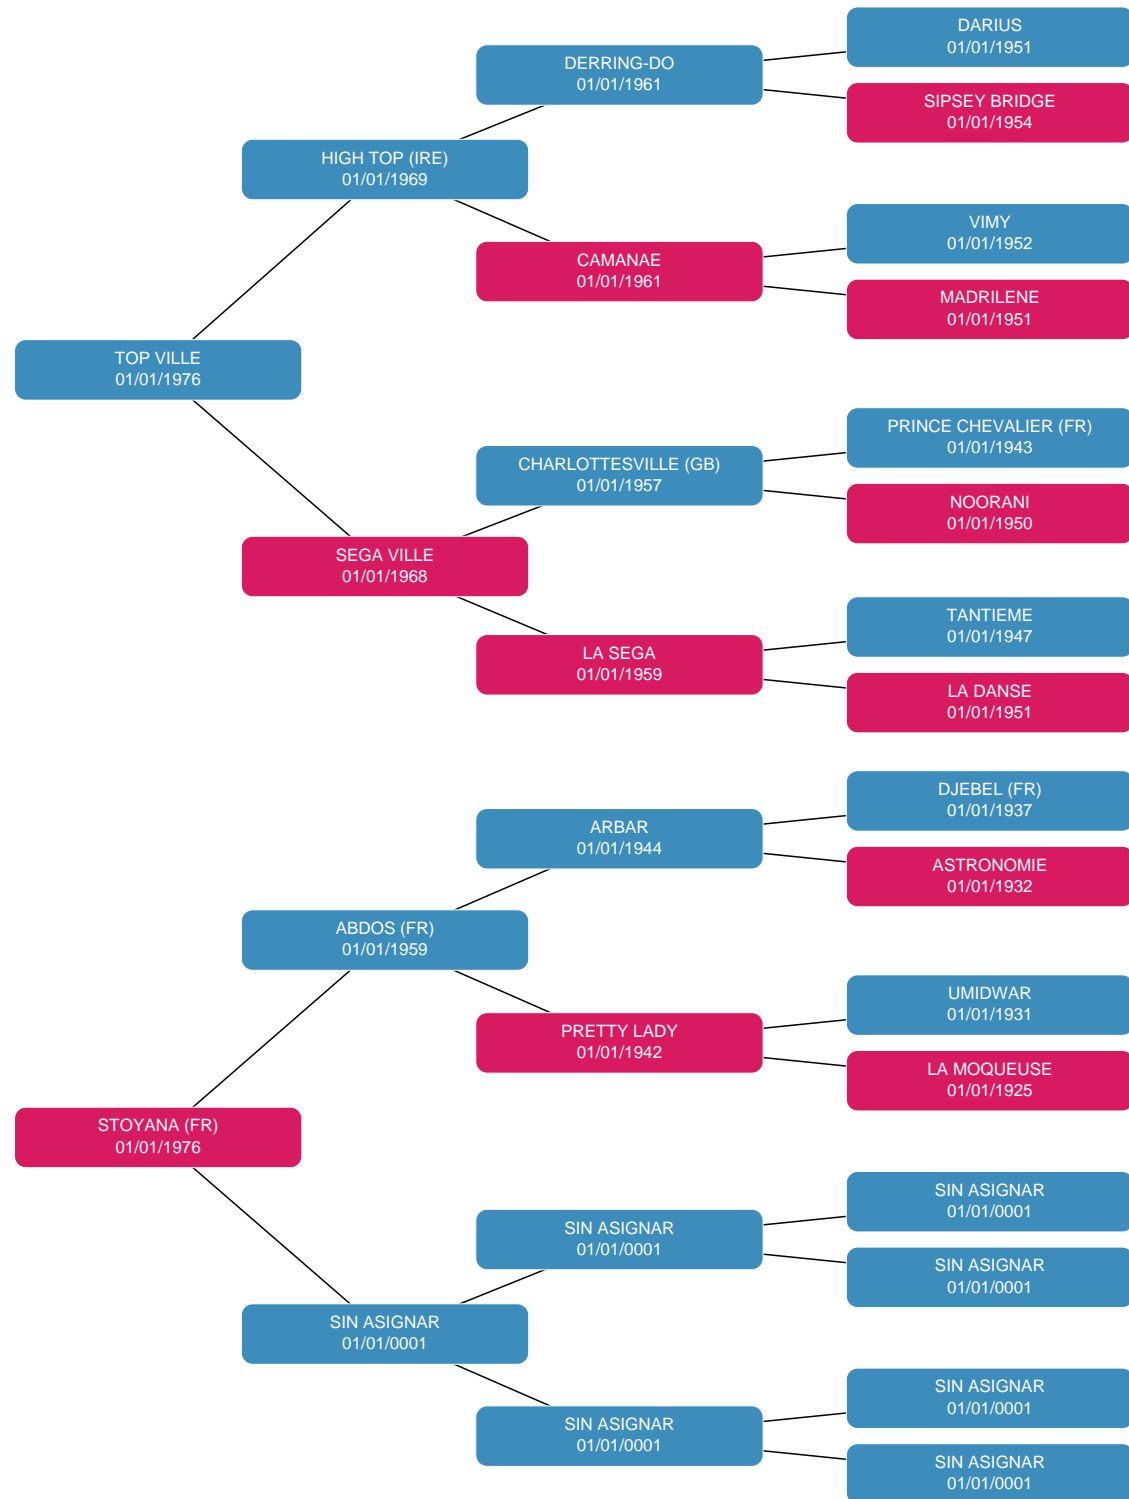 DARIUS
01/01/1951
DERRING-DO
01/01/1961
SIPSEY BRIDGE
01/01/1954
HIGH TOP (IRE)
01/01/1969
VIMY
01/01/1952
CAMANAE
01/01/1961
MADRILENE
01/01/1951
TOP VILLE
01/01/1976
PRINCE CHEVALIER (FR)
01/01/1943
CHARLOTTESVILLE (GB)
01/01/1957
NOORANI
01/01/1950
SEGA VILLE
01/01/1968
TANTIEME
01/01/1947
LA SEGA
01/01/1959
LA DANSE
01/01/1951
DJEBEL (FR)
01/01/1937
ARBAR
01/01/1944
ASTRONOMIE
01/01/1932
ABDOS (FR)
01/01/1959
UMIDWAR
01/01/1931
PRETTY LADY
01/01/1942
LA MOQUEUSE
01/01/1925
STOYANA (FR)
01/01/1976
SIN ASIGNAR
01/01/0001
SIN ASIGNAR
01/01/0001
SIN ASIGNAR
01/01/0001
SIN ASIGNAR
01/01/0001
SIN ASIGNAR
01/01/0001
SIN ASIGNAR
01/01/0001
SIN ASIGNAR
01/01/0001